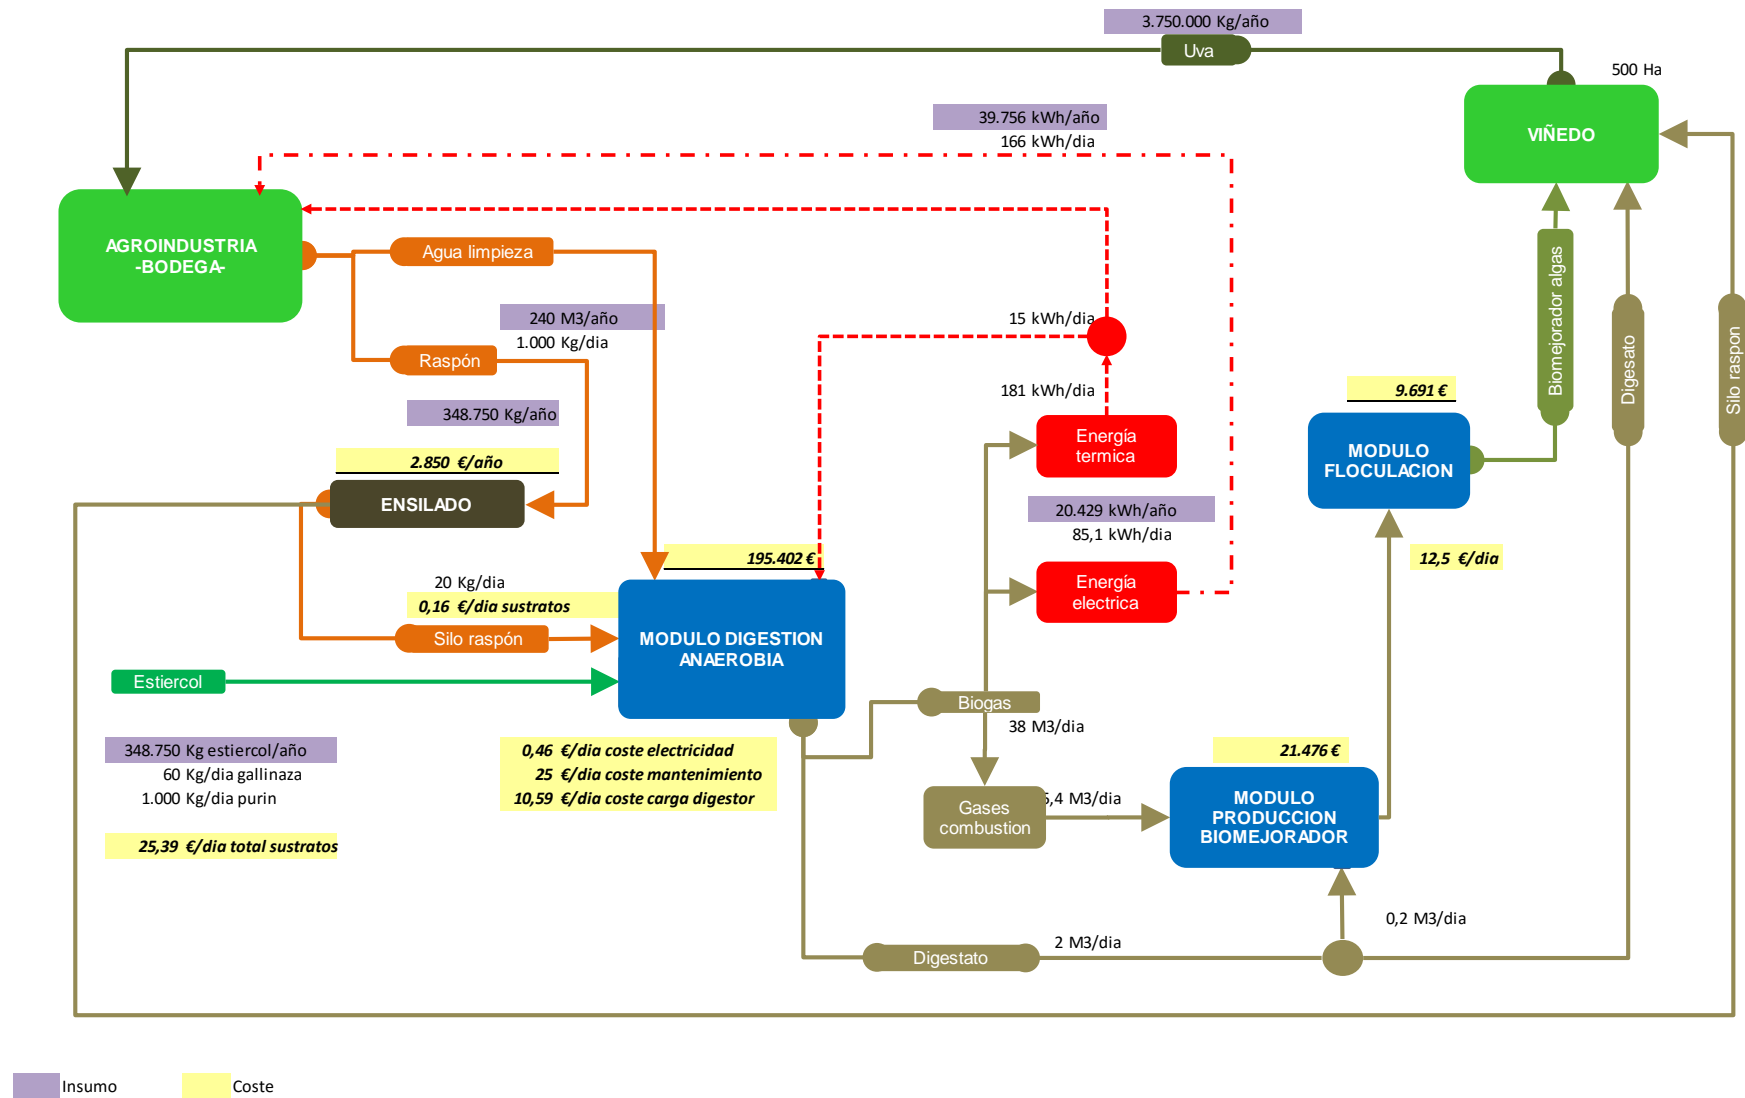 3.750.000 Kg/año
Uva
500 Ha
VIÑEDO
39.756 kWh/año
166 kWh/dia
AGROINDUSTRIA
-BODEGA-
Agua limpieza
240 M3/año
1.000 Kg/dia
Raspón
348.750 Kg/año
2.850 €/año
ENSILADO
15 kWh/dia
181 kWh/dia
Energía
termica
20.429 kWh/año
85,1 kWh/dia
Energía
electrica
Biomejorador algas
Digesato
Silo raspon
9.691 €
MODULO
FLOCULACION
12,5 €/dia
195.402 €
20 Kg/dia
0,16 €/dia sustratos
Silo raspón
MODULO DIGESTION
ANAEROBIA
Estiercol
Biogas
38 M3/dia
348.750 Kg estiercol/año
60 Kg/dia gallinaza
1.000 Kg/dia purin
25,39 €/dia total sustratos
0,46 €/dia coste electricidad
25 €/dia coste mantenimiento
10,59 €/dia coste carga digestor
Gases
combustion
5,4 M3/dia
21.476 €
MODULO
PRODUCCION
BIOMEJORADOR
0,2 M3/dia
2 M3/dia
Digestato
Insumo
Coste